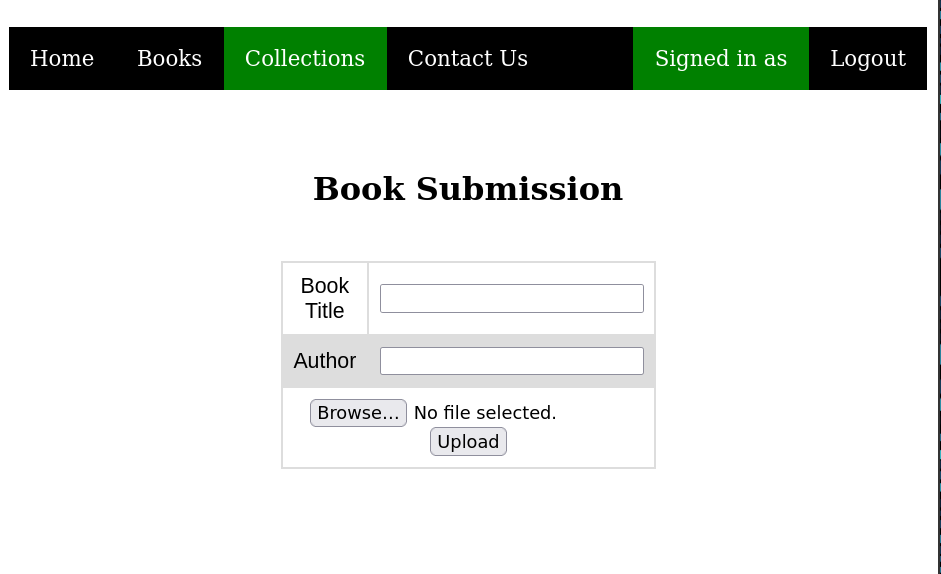 Home Books Collections Contact Us Signed in as Logout
Book Submission
Book
Title
Author
Browse... No file selected.
Upload